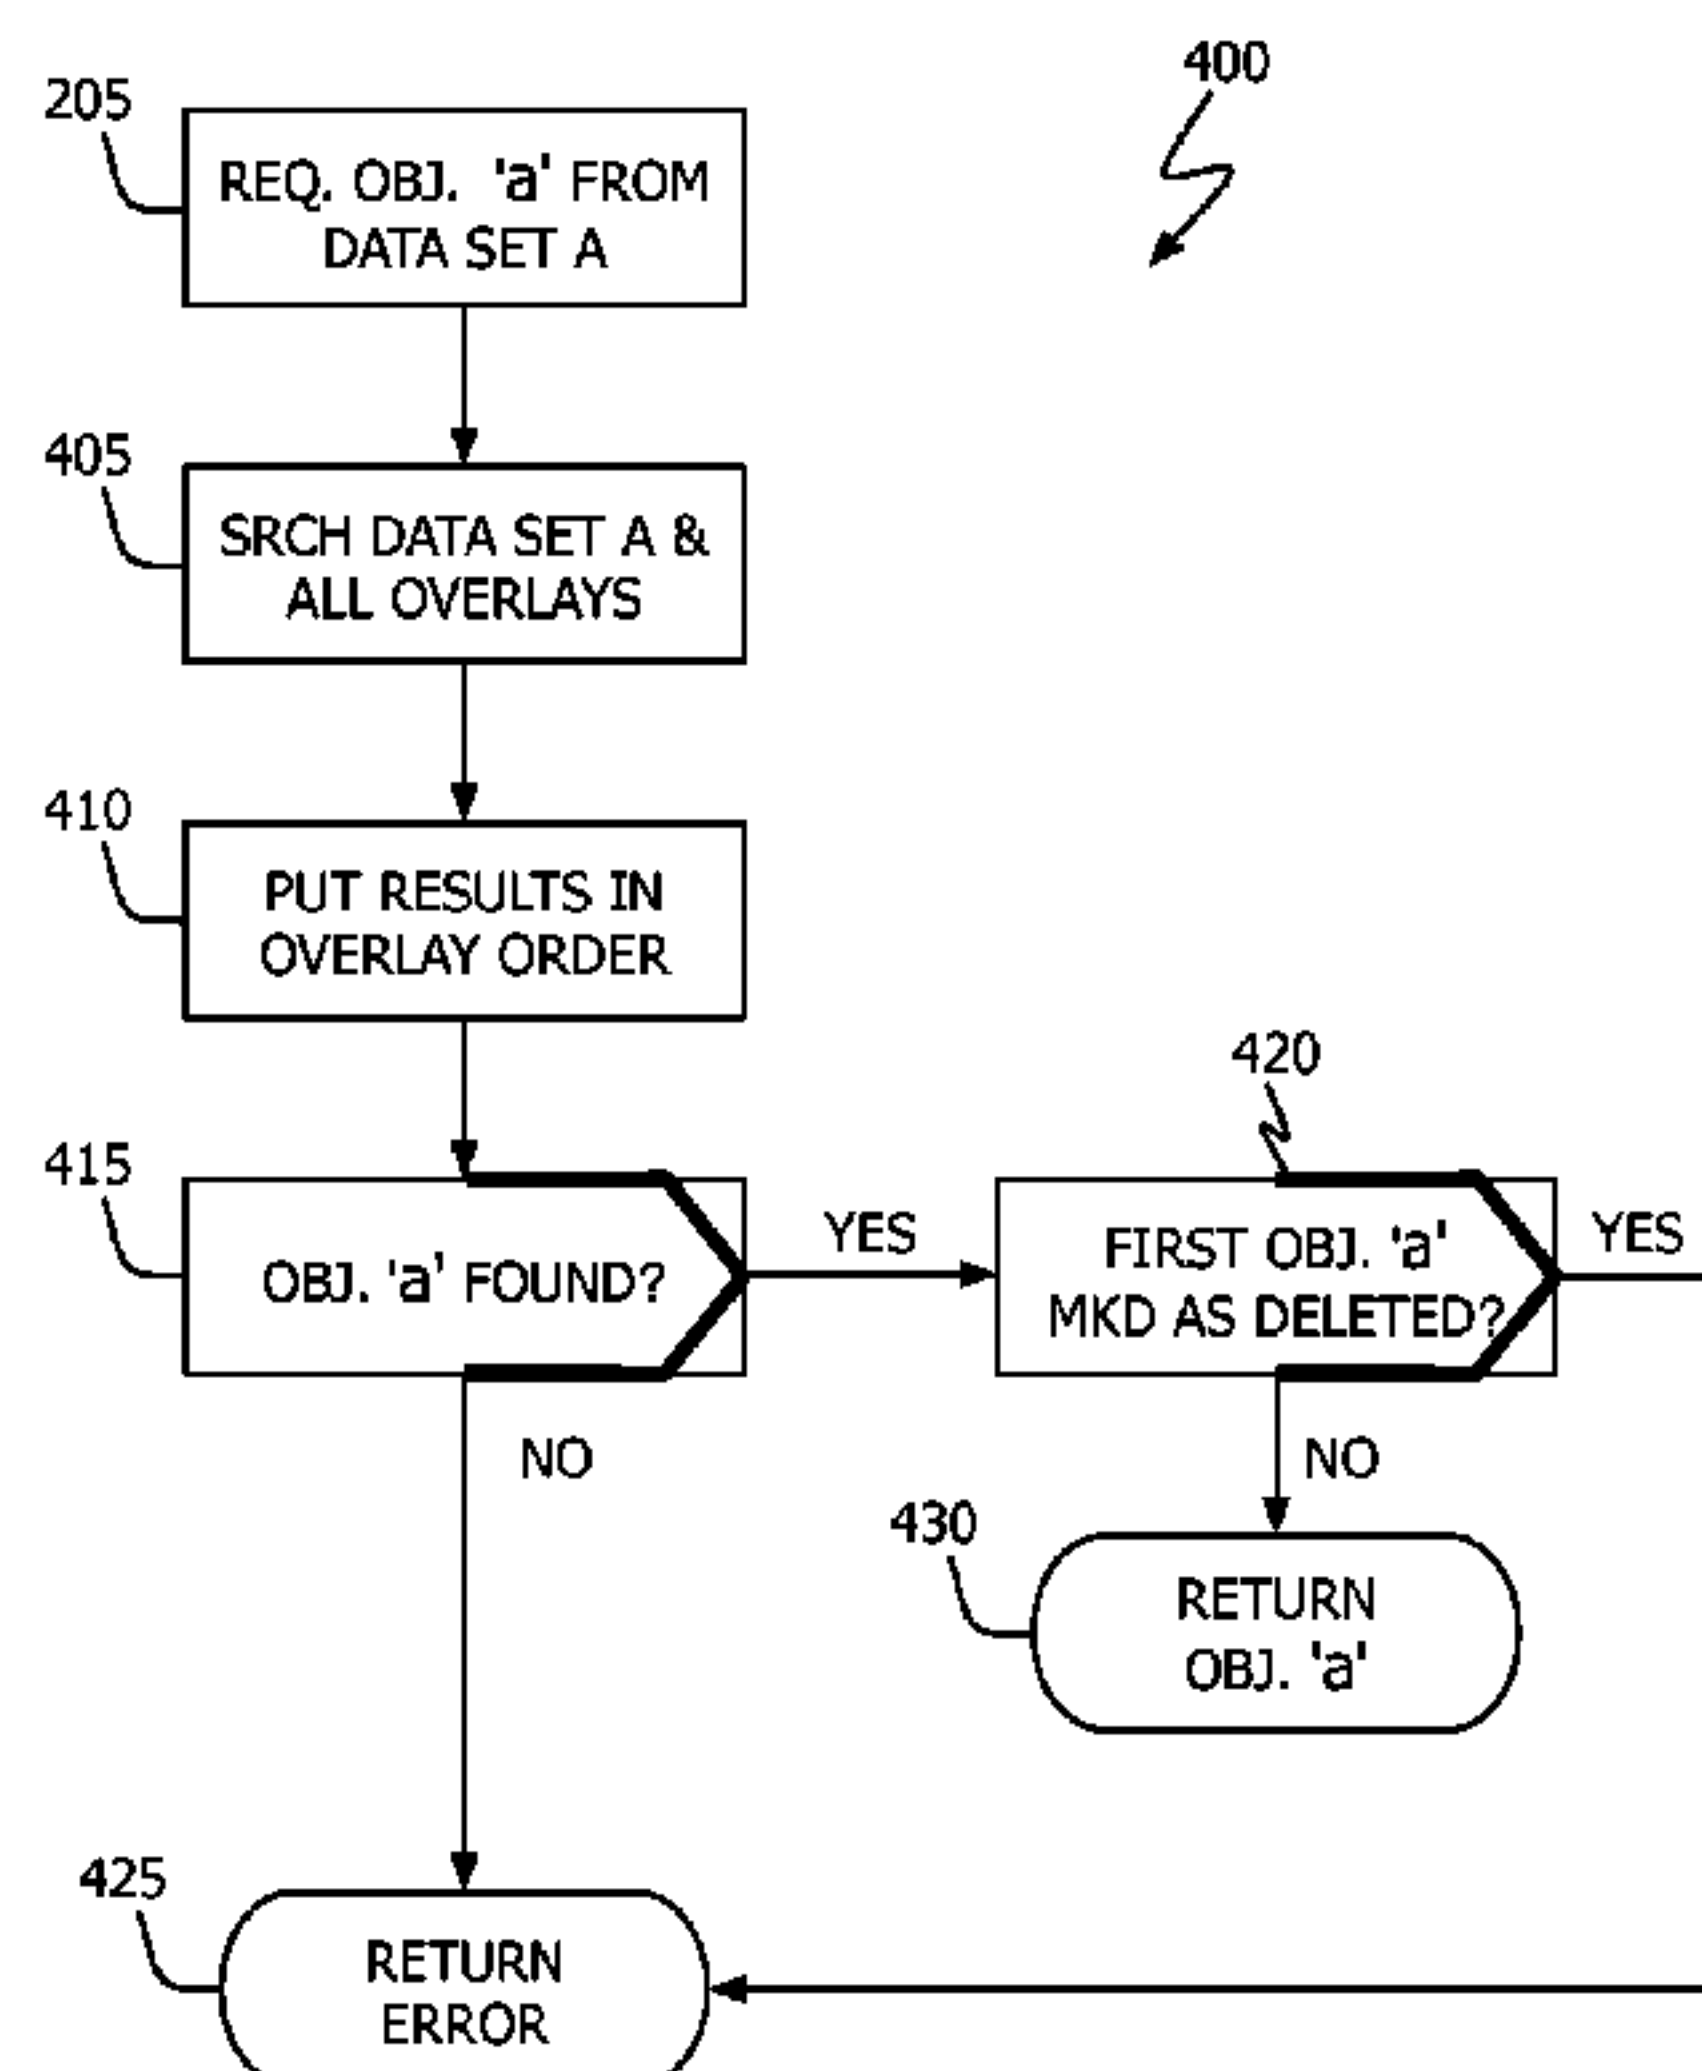 400
205
REQ. OBJ. 'a' FROM
DATA SET A
405
SRCH DATA SET A &
ALL OVERLAYS
410
PUT RESULTS IN
OVERLAY ORDER
415
OBJ. 'a' FOUND?
YES
NO
420
FIRST OBJ. 'a'
MKD AS DELETED?
YES
NO
430
RETURN
OBJ. 'a'
425
RETURN
ERROR